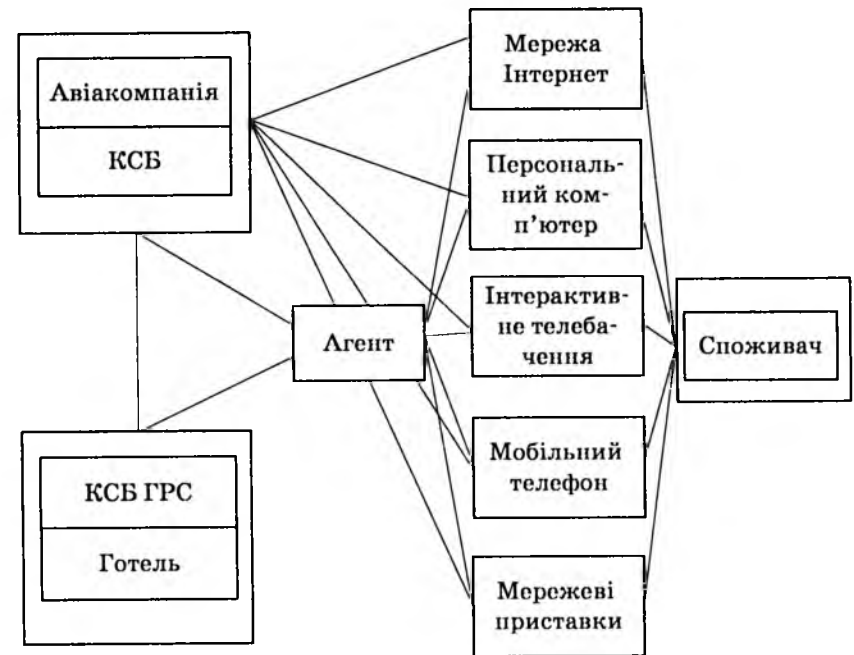 Авіакомпанія
КСБ
КСБ ГРС
Готель
Агент
Мережа
Інтернет
Персональ-
ний ком-
п'ютер
Інтерактив-
не телеба-
чення
Мобільний
телефон
Мережеві
приставки
Споживач